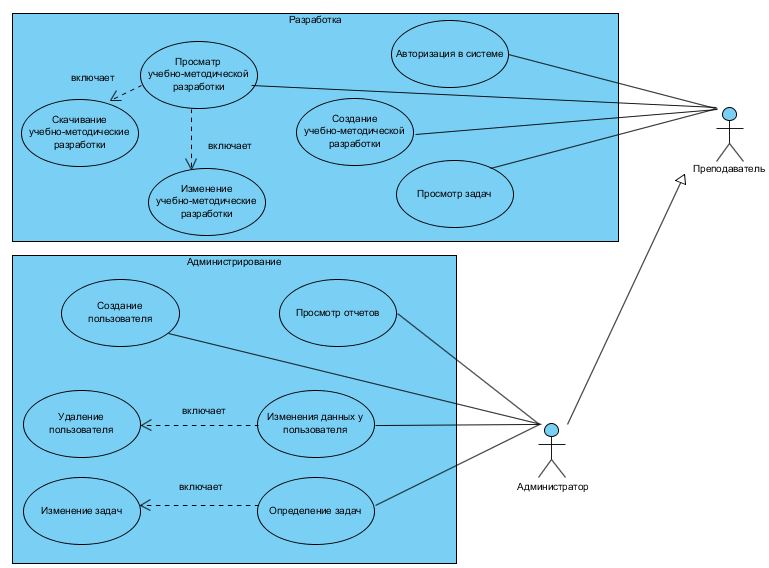 Разработка
Авторизация в системе
Просматр
учебно-методической
разработки
включает
Скачивание
учебно-методические
разработки
Создание
учебно-методической
разработки
включает
Изменение
учебно-методические
разработки
Просмотр задач
Преподаватель
Администрирование
Создание
пользователя
Просмотр отчетов
Удаление
пользователя
включает
Изменения данных у
пользователя
Изменение задач
включает
Определение задач
Администратор